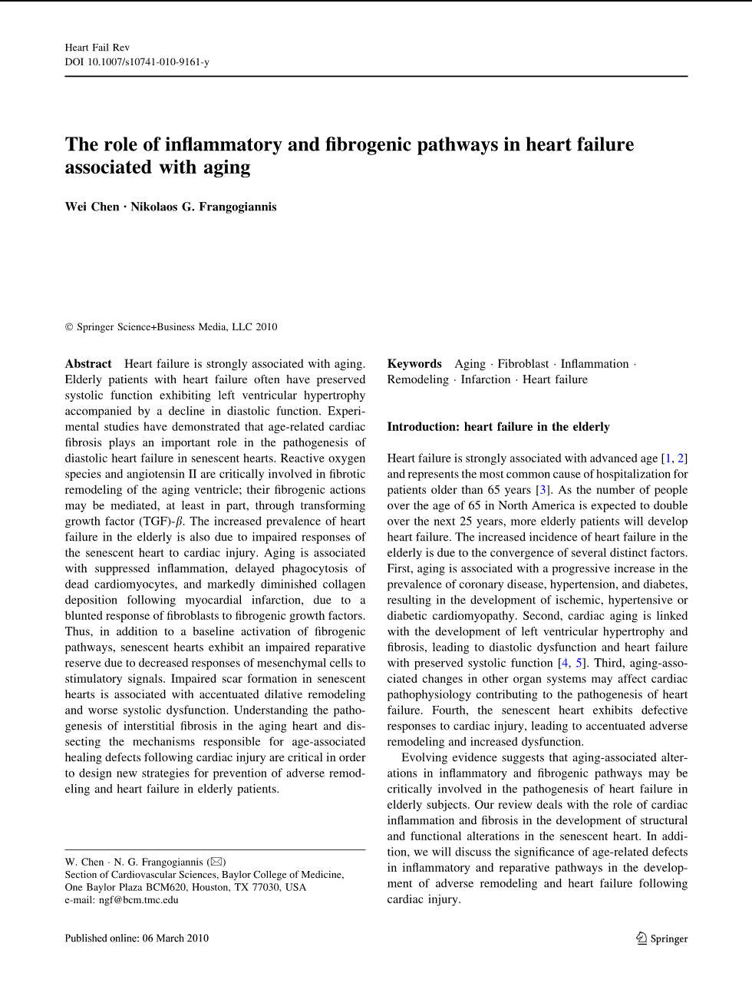 Heart Fail Rev
DOI 10.1007/s10741-010-9161-y
The role of inflammatory and fibrogenic pathways in heart failure
associated with aging
Wei Chen · Nikolaos G. Frangogiannis
© Springer Science+Business Media, LLC 2010
Abstract Heart failure is strongly associated with aging.
Elderly patients with heart failure often have preserved
systolic function exhibiting left ventricular hypertrophy
accompanied by a decline in diastolic function. Experi-
mental studies have demonstrated that age-related cardiac
fibrosis plays an important role in the pathogenesis of
diastolic heart failure in senescent hearts. Reactive oxygen
species and angiotensin II are critically involved in fibrotic
remodeling of the aging ventricle; their fibrogenic actions
may be mediated, at least in part, through transforming
growth factor (TGF)-β. The increased prevalence of heart
failure in the elderly is also due to impaired responses of
the senescent heart to cardiac injury. Aging is associated
with suppressed inflammation, delayed phagocytosis of
dead cardiomyocytes, and markedly diminished collagen
deposition following myocardial infarction, due to a
blunted response of fibroblasts to fibrogenic growth factors.
Thus, in addition to a baseline activation of fibrogenic
pathways, senescent hearts exhibit an impaired reparative
reserve due to decreased responses of mesenchymal cells to
stimulatory signals. Impaired scar formation in senescent
hearts is associated with accentuated dilative remodeling
and worse systolic dysfunction. Understanding the patho-
genesis of interstitial fibrosis in the aging heart and dis-
secting the mechanisms responsible for age-associated
healing defects following cardiac injury are critical in order
to design new strategies for prevention of adverse remod-
eling and heart failure in elderly patients.
W. Chen · N. G. Frangogiannis (✉)
Section of Cardiovascular Sciences, Baylor College of Medicine,
One Baylor Plaza BCM620, Houston, TX 77030, USA
e-mail: ngf@bcm.tmc.edu
Keywords Aging · Fibroblast · Inflammation ·
Remodeling · Infarction · Heart failure
Introduction: heart failure in the elderly
Heart failure is strongly associated with advanced age [1, 2]
and represents the most common cause of hospitalization for
patients older than 65 years [3]. As the number of people
over the age of 65 in North America is expected to double
over the next 25 years, more elderly patients will develop
heart failure. The increased incidence of heart failure in the
elderly is due to the convergence of several distinct factors.
First, aging is associated with a progressive increase in the
prevalence of coronary disease, hypertension, and diabetes,
resulting in the development of ischemic, hypertensive or
diabetic cardiomyopathy. Second, cardiac aging is linked
with the development of left ventricular hypertrophy and
fibrosis, leading to diastolic dysfunction and heart failure
with preserved systolic function [4, 5]. Third, aging-asso-
ciated changes in other organ systems may affect cardiac
pathophysiology contributing to the pathogenesis of heart
failure. Fourth, the senescent heart exhibits defective
responses to cardiac injury, leading to accentuated adverse
remodeling and increased dysfunction.
Evolving evidence suggests that aging-associated alter-
ations in inflammatory and fibrogenic pathways may be
critically involved in the pathogenesis of heart failure in
elderly subjects. Our review deals with the role of cardiac
inflammation and fibrosis in the development of structural
and functional alterations in the senescent heart. In addi-
tion, we will discuss the significance of age-related defects
in inflammatory and reparative pathways in the develop-
ment of adverse remodeling and heart failure following
cardiac injury.
Published online: 06 March 2010
Springer